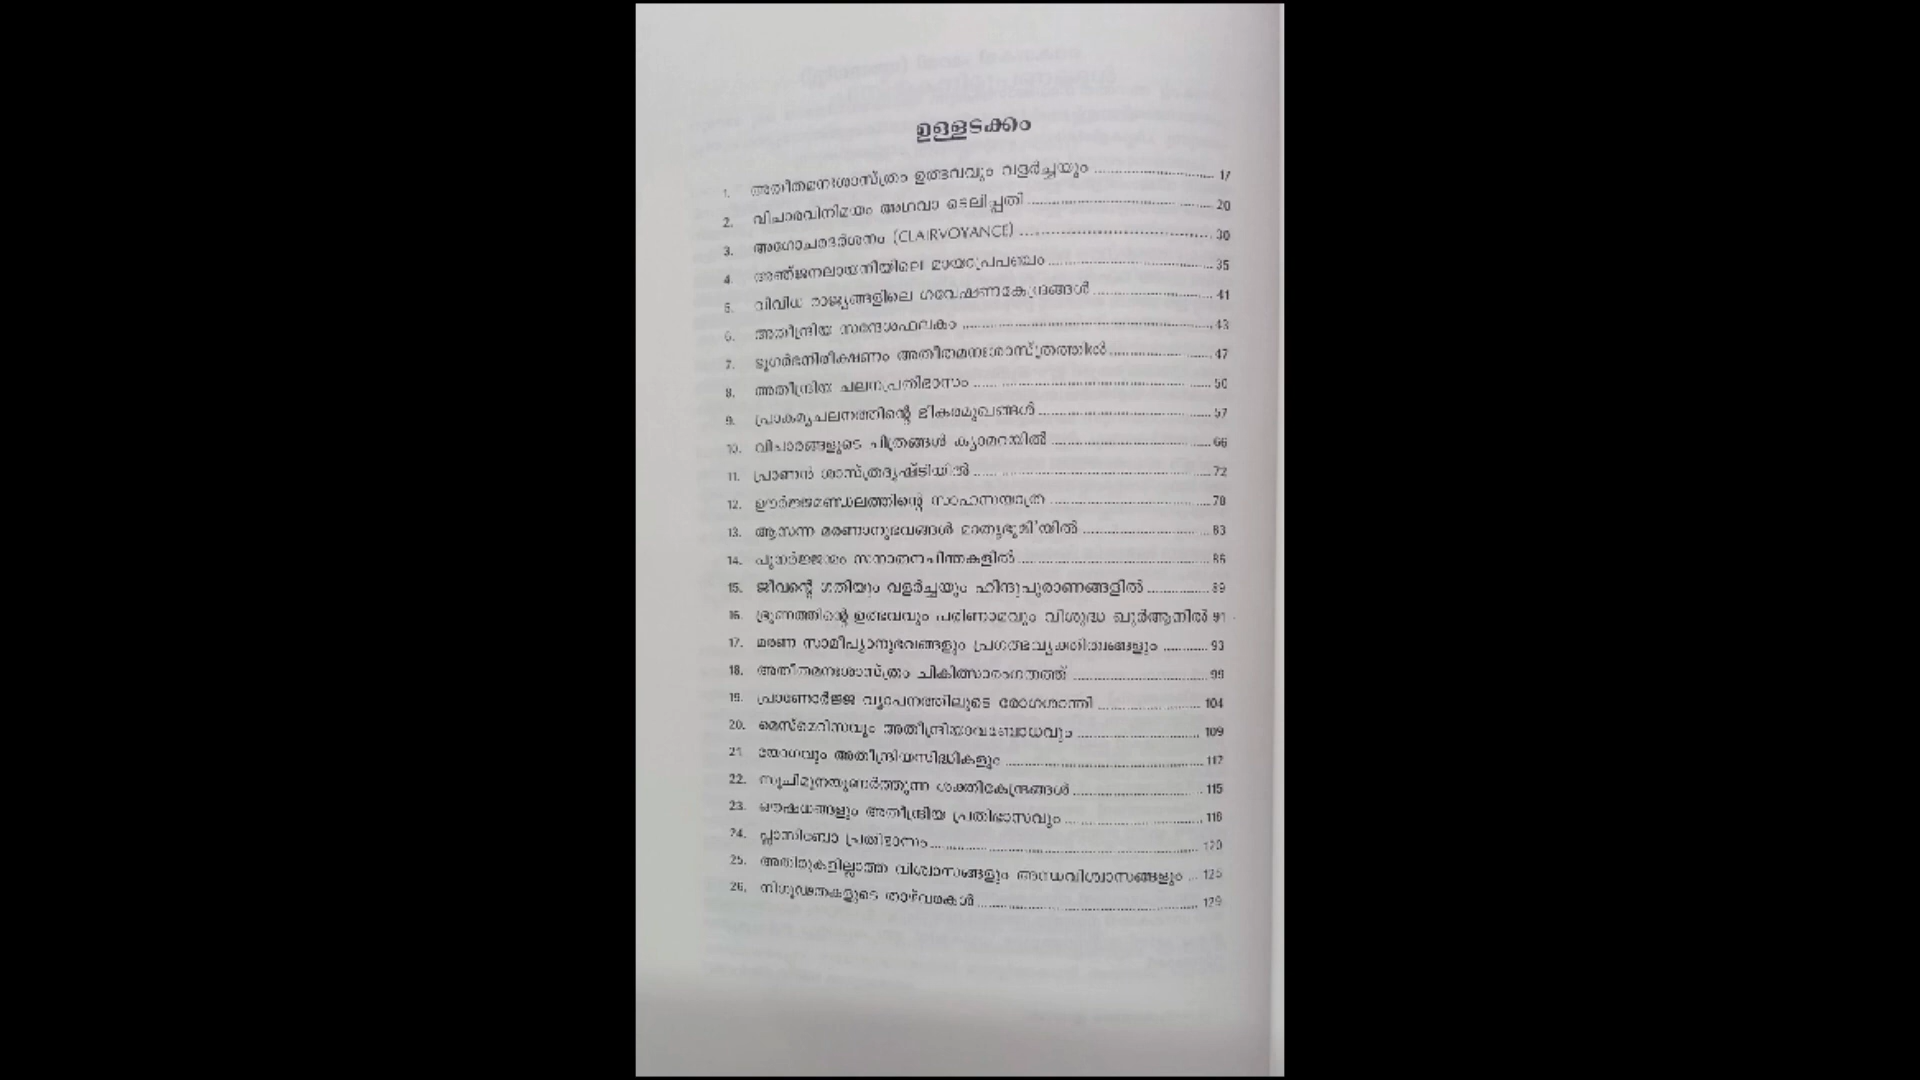 ഉള്ളടക്കം
1. അതീതമനഃശാസ്ത്രം ഉത്ഭവവും വളർച്ചയും 17
2. വിചാരവിനിമയം അഥവാ ടെലിപ്പതി 20
3. അഗോചരദർശനം (CLAIRVOYANCE) 30
4. അഞ്ജനലായനിയിലെ മായാപ്രപഞ്ചം 35
5. വിവിധ രാജ്യങ്ങളിലെ ഗവേഷണകേന്ദ്രങ്ങൾ 41
6. അതീന്ദ്രിയ സന്ദേശഫലകം 43
7. ഭൂഗർഭനിരീക്ഷണം അതീതമനഃശാസ്ത്രത്തിൽ 47
8. അതീന്ദ്രിയ ചലനപ്രതിഭാസം 50
9. പ്രാകമ്യചലനത്തിന്റെ ഭീകരമുഖങ്ങൾ 57
10. വിചാരങ്ങളുടെ ചിത്രങ്ങൾ ക്യാമറയിൽ 66
11. പ്രാണൻ ശാസ്ത്രദൃഷ്ടിയിൽ 72
12. ഊർജ്ജമണ്ഡലത്തിന്റെ സാഹസയാത്ര 78
13. ആസന്ന മരണാനുഭവങ്ങൾ മാതൃഭൂമി'യിൽ 83
14. പുനർജ്ജന്മം സനാതനചിന്തകളിൽ 86
15. ജീവന്റെ ഗതിയും വളർച്ചയും ഹിന്ദുപുരാണങ്ങളിൽ 89
16. ഭ്രൂണത്തിന്റെ ഉത്ഭവവും പരിണാമവും വിശുദ്ധ ഖുർആനിൽ 91
17. മരണ സാമീപ്യാനുഭവങ്ങളും പ്രഗത്ഭവ്യക്തിത്വങ്ങളും 93
18. അതീതമനഃശാസ്ത്രം ചികിത്സാരംഗത്ത് 99
19. പ്രാണോർജ്ജ വ്യാപനത്തിലൂടെ രോഗശാന്തി 104
20. മെസ്മെറിസവും അതീന്ദ്രിയാവബോധവും 109
21 യോഗവും അതീന്ദ്രിയസിദ്ധികളും 112
22. സൂചിമുനയുണർത്തുന്ന ശക്തികേന്ദ്രങ്ങൾ 115
23. ഔഷധങ്ങളും അതീന്ദ്രിയ പ്രതിഭാസവും 118
24. പ്ലാസിബോ പ്രതിഭാസം 120
25. അതിരുകളില്ലാത്ത വിശ്വാസങ്ങളും അന്ധവിശ്വാസങ്ങളും 125
26. നിഗൂഢതകളുടെ താഴ്‌വരകൾ 129